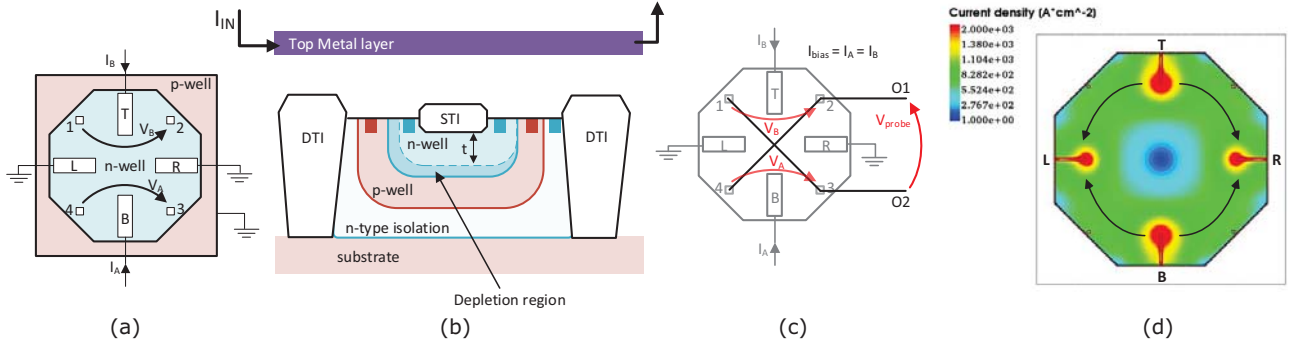 I_B
p-well
T
1
2
V_B
L
n-well
R
V_A
4
3
B
I_A
(a)
I_IN
Top Metal layer
DTI
STI
DTI
n-well
t
p-well
n-type isolation
substrate
Depletion region
(b)
I_B
I_bias = I_A = I_B
T
O1
1
2
V_B
V_probe
L
R
V_A
4
3
B
O2
I_A
(c)
Current density (A*cm^-2)
2.000e+03
1.380e+03
1.104e+03
8.282e+02
5.524e+02
2.767e+02
1.000e+00
T
L
R
B
(d)